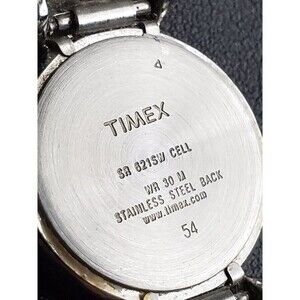 TIMEX
SR 621SW CELL
WR 30 M
STAINLESS STEEL BACK
www.timex.com
54